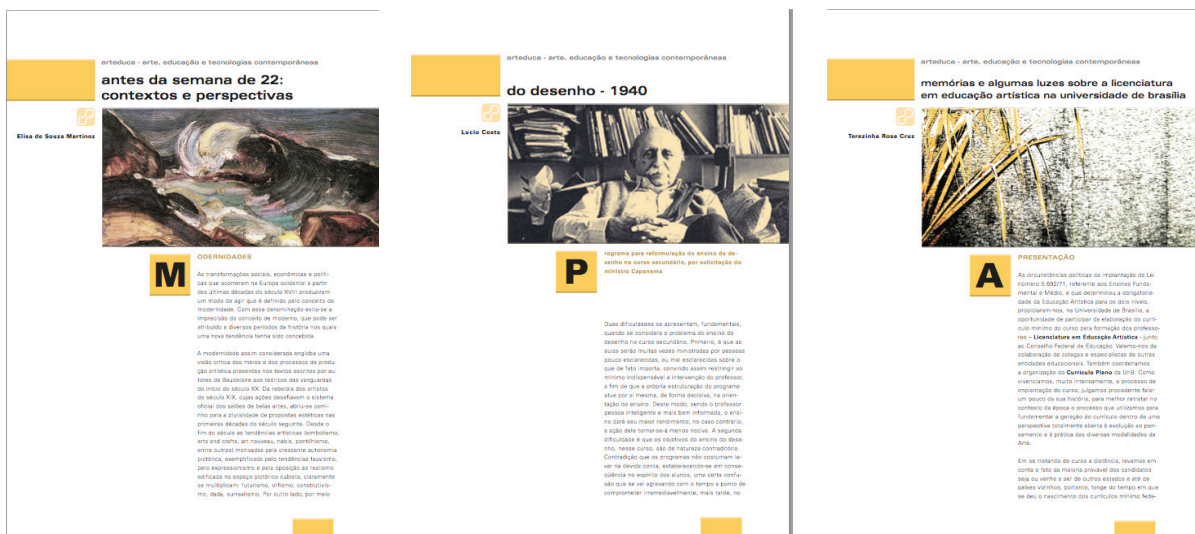 arteduca - arte, educação e tecnologias contemporâneas
antes da semana de 22:
contextos e perspectivas
Elisa de Souza Martinez
M
MODERNIDADES
As transformações sociais, econômicas e políti-
cas que ocorreram na Europa ocidental a partir
das últimas décadas do século XVIII produziram
um modo de agir que é definido pelo conceito de
modernidade. Com essa denominação evita-se a
imprecisão do conceito de moderno, que pode ser
atribuído a diversos períodos da história nos quais
uma nova tendência tenha sido concebida.
A modernidade assim considerada engloba uma
visão crítica dos meios e dos processos de produ-
ção artística presentes nos textos escritos por au-
tores de Baudelaire aos teóricos das vanguardas
do início do século XX. Da rebeldia dos artistas
do século XIX, cujas ações desafiavam o sistema
oficial dos salões de belas artes, abriu-se cami-
nho para a pluralidade de propostas estéticas nas
primeiras décadas do século seguinte. Desde o
fim do século as tendências artísticas (simbolismo,
arts and crafts, art nouveau, nabis, pontilhismo,
entre outras) motivadas pela crescente autonomia
pictórica, exemplificada pelo tendências fauvismo,
pelo expressionismo e pela oposição ao realismo
edificada no espaço pictórico cubista, claramente
se multiplicam: futurismo, orfismo, construtivis-
mo, dada, surrealismo. Por outro lado, por meio
arteduca - arte, educação e tecnologias contemporâneas
do desenho - 1940
Lucio Costa
P
rograma para reformulação do ensino de de-
senho no curso secundário, por solicitação do
ministro Capanema
Duas dificuldades se apresentam, fundamentais,
quando se considera o problema do ensino do
desenho no curso secundário. Primeiro, é que as
aulas serão muitas vezes ministradas por pessoas
pouco esclarecidas, ou mal esclarecidas sobre o
que de fato importa, convindo assim restringir ao
mínimo indispensável a intervenção do professor,
a fim de que a própria estruturação do programa
atue por si mesma, de forma decisiva, na orien-
tação do ensino. Deste modo, sendo o professor
pessoa inteligente e mais bem informada, o ensi-
no dará seu maior rendimento; no caso contrário,
a ação dele tornar-se-á menos nociva. A segunda
dificuldade é que os objetivos do ensino do dese-
nho, nesse curso, são de natureza contraditória.
Contradição que os programas não costumam le-
var na devida conta, estabelecendo-se em conse-
qüência no espírito dos alunos, uma certa confu-
são que se vai agravando com o tempo a ponto de
comprometer irremediavelmente, mais tarde, no
arteduca - arte, educação e tecnologias contemporâneas
memórias e algumas luzes sobre a licenciatura
em educação artística na universidade de brasília
Terezinha Rosa Cruz
A
PRESENTAÇÃO
As circunstâncias políticas da implantação da Lei
número 5.692/71, referente aos Ensinos Funda-
mental e Médio, e que determinou a obrigatorie-
dade da Educação Artística para os dois níveis,
propiciaram-nos, na Universidade de Brasília, a
oportunidade de participar da elaboração do currí-
culo mínimo do curso para formação dos professo-
res – Licenciatura em Educação Artística - junto
ao Conselho Federal de Educação. Valemo-nos da
colaboração de colegas e especialistas de outras
entidades educacionais. Também coordenamos
a organização do Currículo Pleno da UnB. Como
vivenciamos, muito intensamente, o processo de
implantação do curso, julgamos procedente falar
um pouco da sua história, para melhor retratar no
contexto da época o processo que utilizamos para
fundamentar a geração do currículo dentro de uma
perspectiva totalmente aberta à evolução do pen-
samento e à prática das diversas modalidades da
Arte.
Em se tratando de curso a distância, levamos em
conta o fato da maioria provável dos candidatos
seja ou venha a ser de outros estados e até de
países vizinhos, portanto, longe do tempo em que
se deu o nascimento dos currículos mínimo fede-